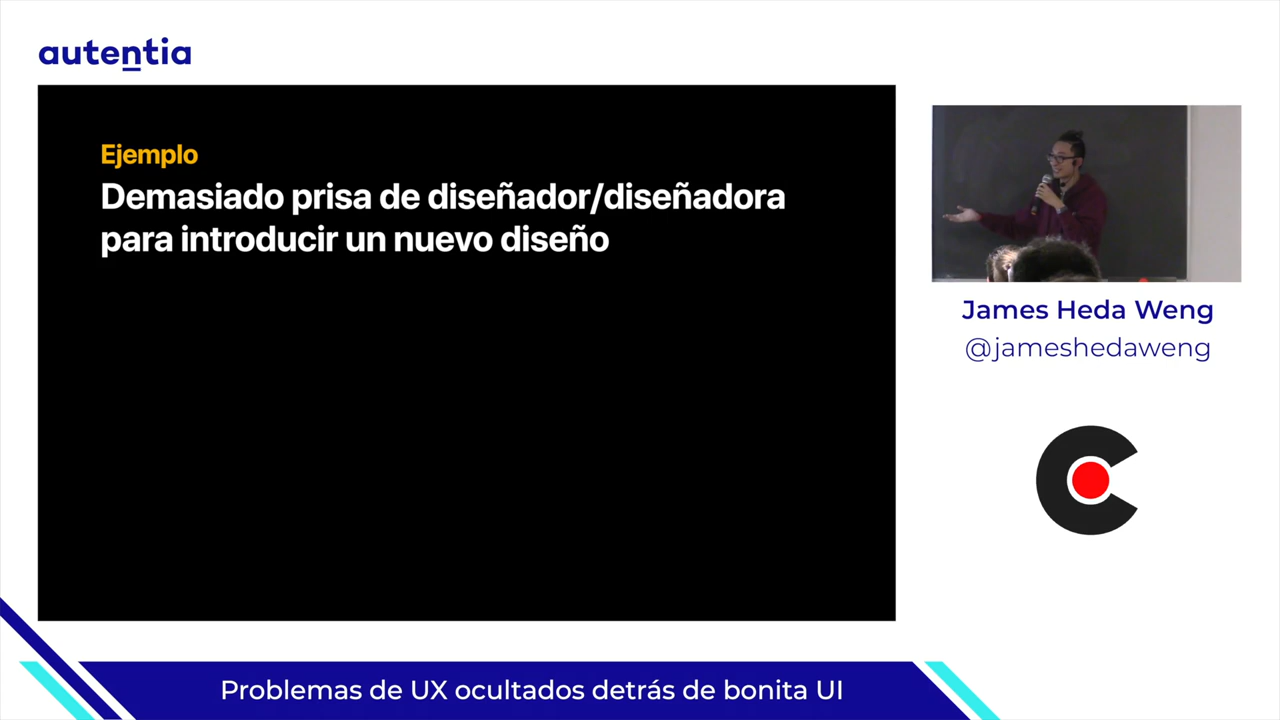 autentia
Ejemplo
Demasiado prisa de diseñador/diseñadora
para introducir un nuevo diseño
James Heda Weng
@jameshedaweng
Problemas de UX ocultados detrás de bonita UI